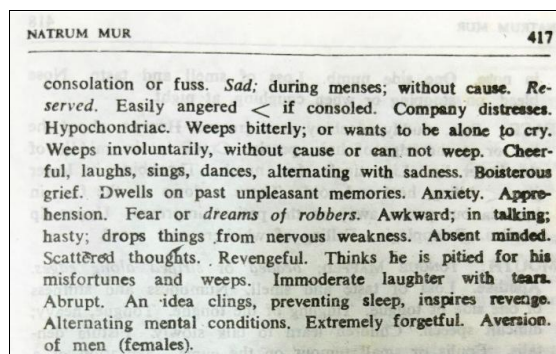 NATRUM MUR 417
consolation or fuss. Sad; during menses; without cause. Re-
served. Easily angered < if consoled. Company distresses.
Hypochondriac. Weeps bitterly; or wants to be alone to cry.
Weeps involuntarily, without cause or can not weep. Cheer-
ful, laughs, sings, dances, alternating with sadness. Boisterous
grief. Dwells on past unpleasant memories. Anxiety. Appre-
hension. Fear or dreams of robbers. Awkward; in talking;
hasty; drops things from nervous weakness. Absent minded.
Scattered thoughts. Revengeful. Thinks he is pitied for his
misfortunes and weeps. Immoderate laughter with tears.
Abrupt. An idea clings, preventing sleep, inspires revenge.
Alternating mental conditions. Extremely forgetful. Aversion.
of men (females).